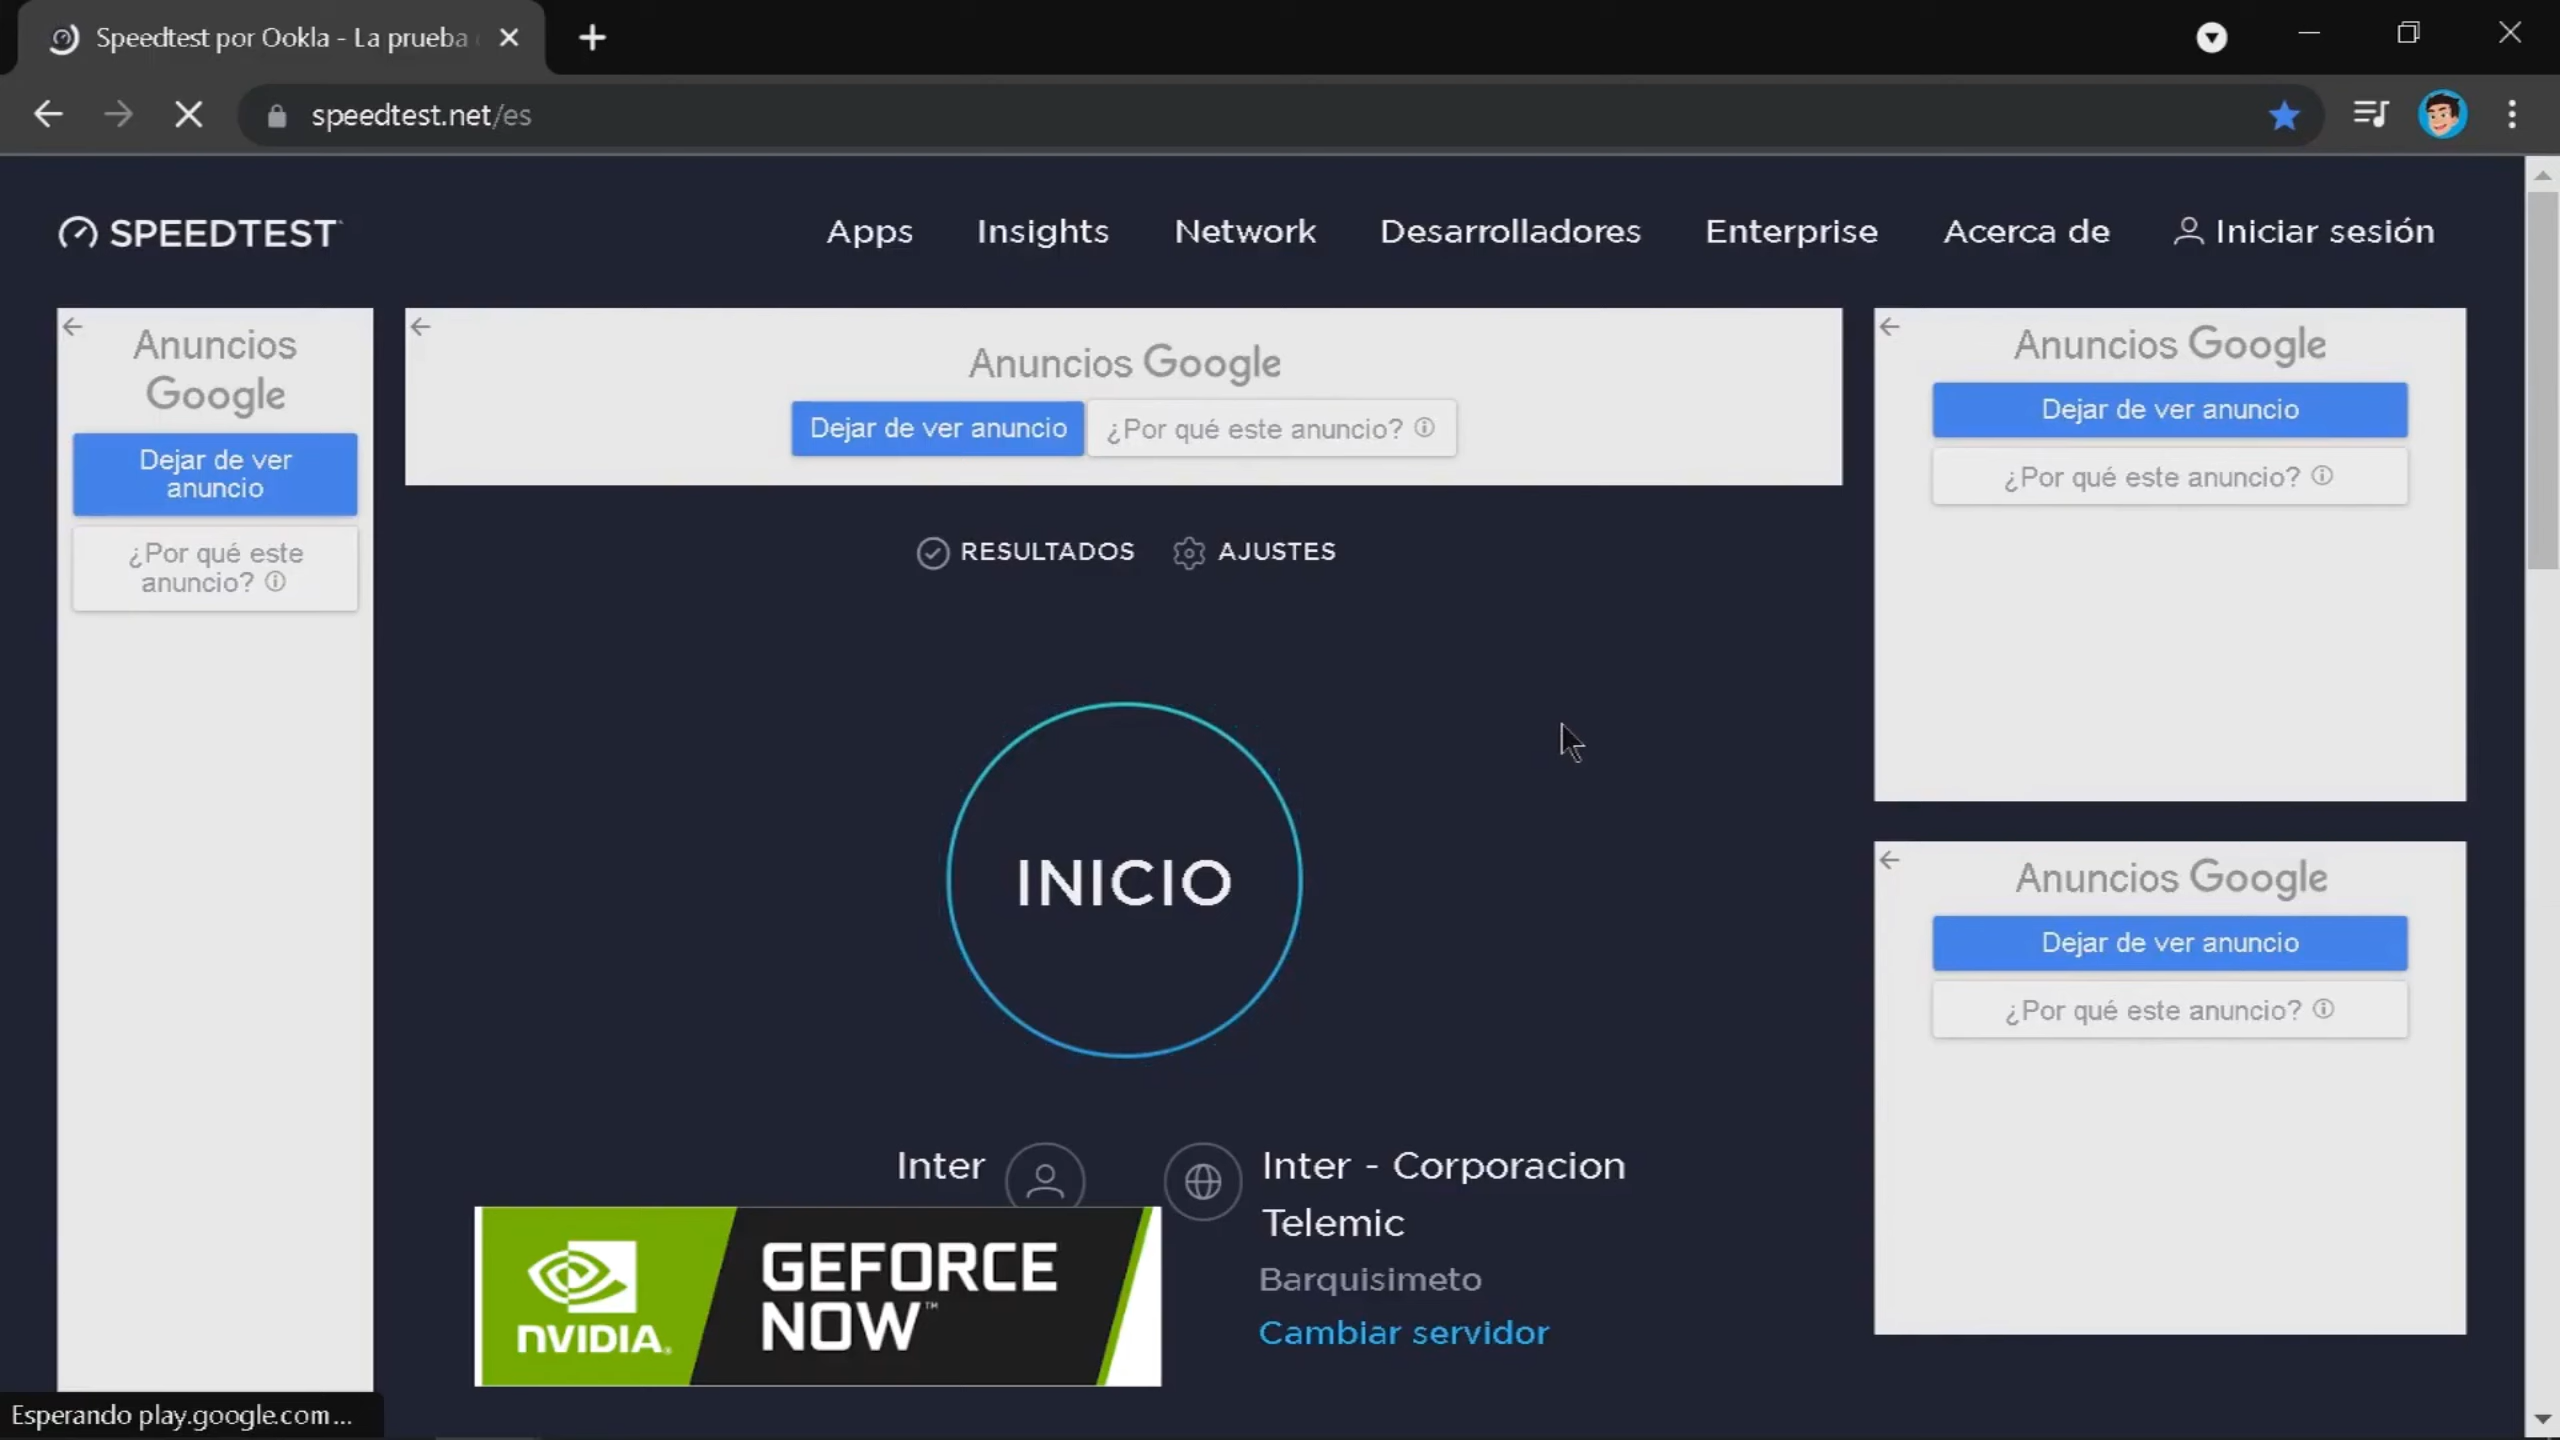 Speedtest por Ookla - La prueba
speedtest.net/es
SPEEDTEST
Apps
Insights
Network
Desarrolladores
Enterprise
Acerca de
Iniciar sesión
Anuncios
Google
Dejar de ver
anuncio
¿Por qué este
anuncio?
Anuncios Google
Dejar de ver anuncio
¿Por qué este anuncio?
Anuncios Google
Dejar de ver anuncio
¿Por qué este anuncio?
RESULTADOS
AJUSTES
INICIO
Anuncios Google
Dejar de ver anuncio
¿Por qué este anuncio?
Inter
Inter - Corporacion
Telemic
Barquisimeto
Cambiar servidor
NVIDIA.
GEFORCE
NOW™
Esperando play.google.com...